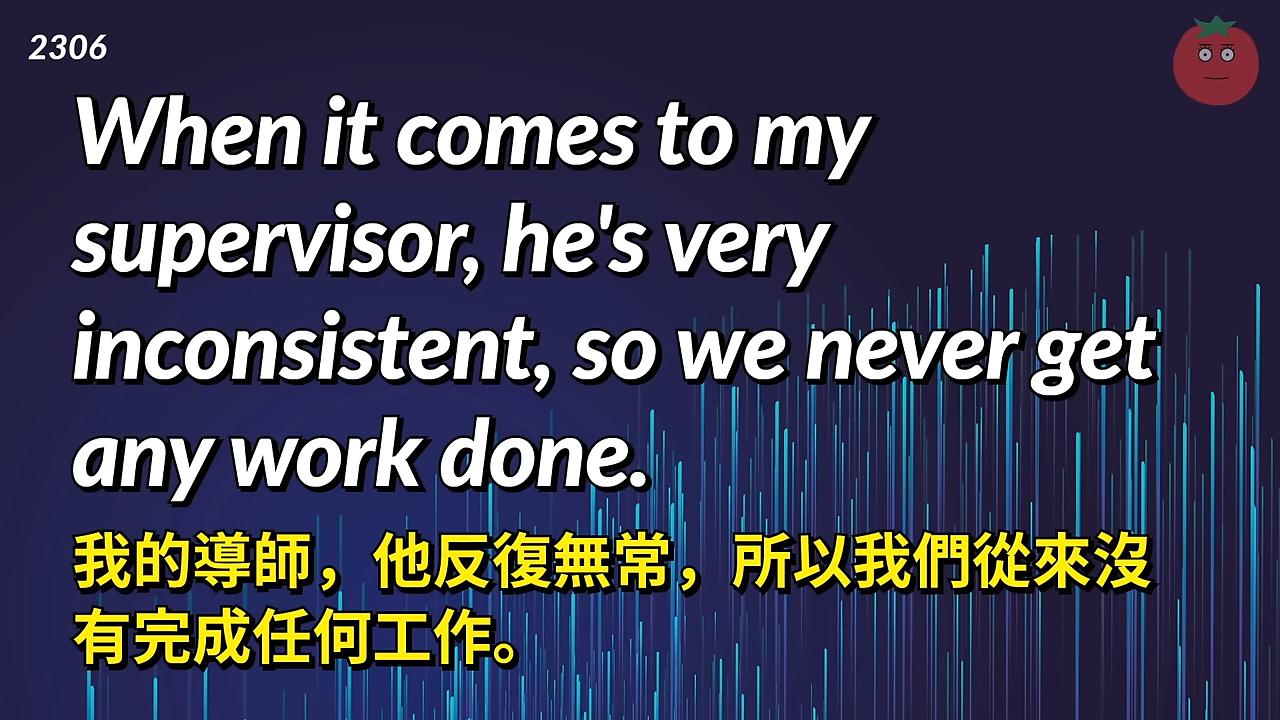 2306
When it comes to my
supervisor, he's very
inconsistent, so we never get
any work done.
我的導師，他反復無常，所以我們從來沒
有完成任何工作。